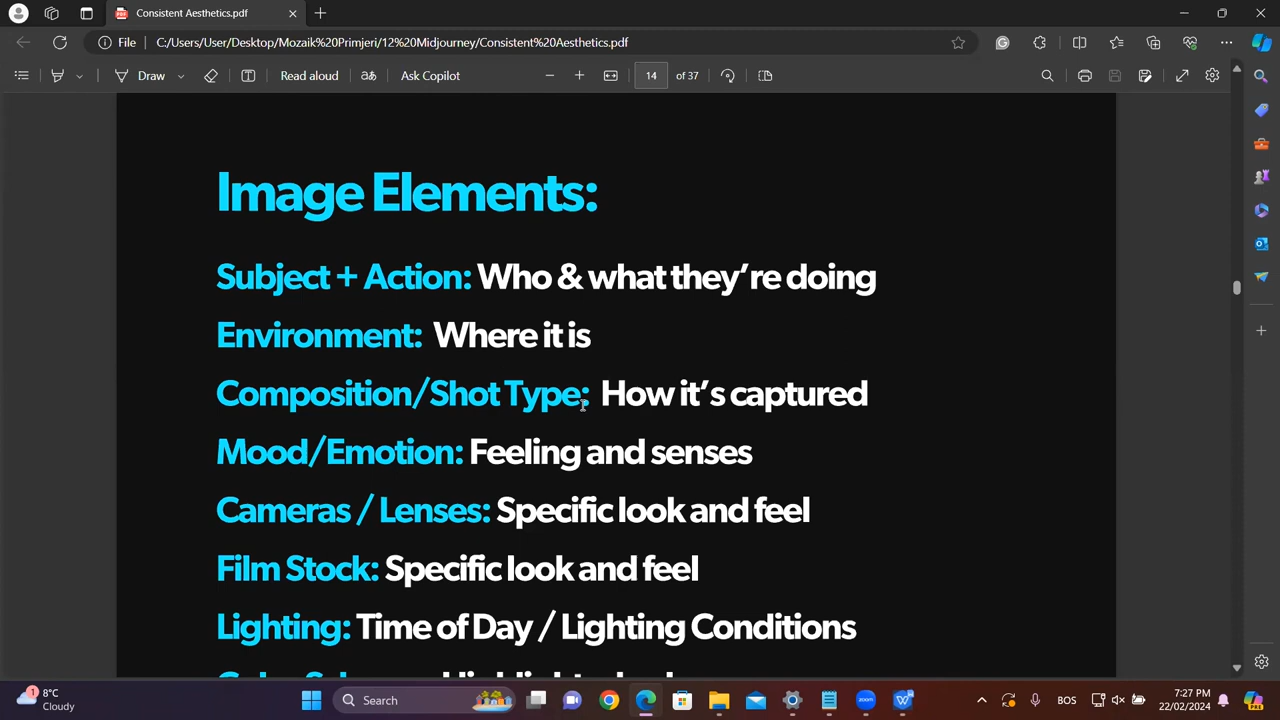 Consistent Aesthetics.pdf
File C:/Users/User/Desktop/Mozaik%20Primjeri/12%20Midjourney/Consistent%20Aesthetics.pdf
Draw Read aloud Ask Copilot 14 of 37
Image Elements:
Subject + Action: Who & what they're doing
Environment: Where it is
Composition/Shot Type: How it's captured
Mood/Emotion: Feeling and senses
Cameras / Lenses: Specific look and feel
Film Stock: Specific look and feel
Lighting: Time of Day / Lighting Conditions
1 8°C
Cloudy
Search
BOS
7:27 PM
22/02/2024